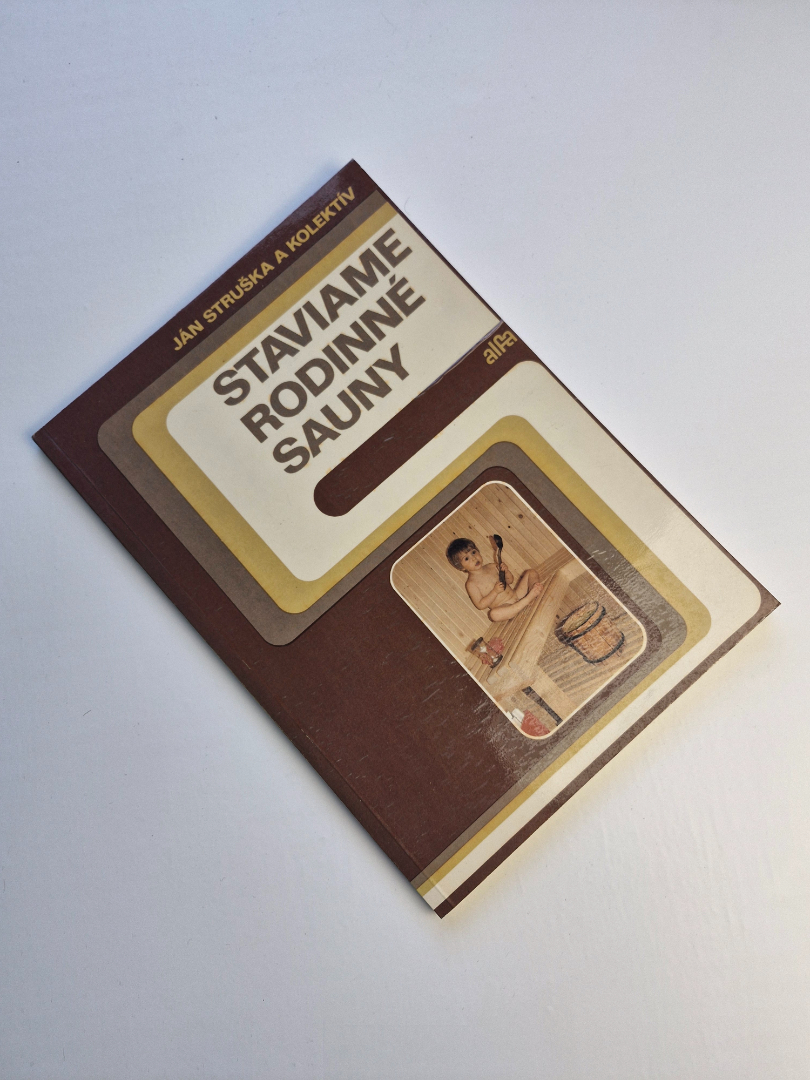 JÁN STRUŠKA A KOLEKTÍV
STAVIAME
RODINNÉ
SAUNY
alfa